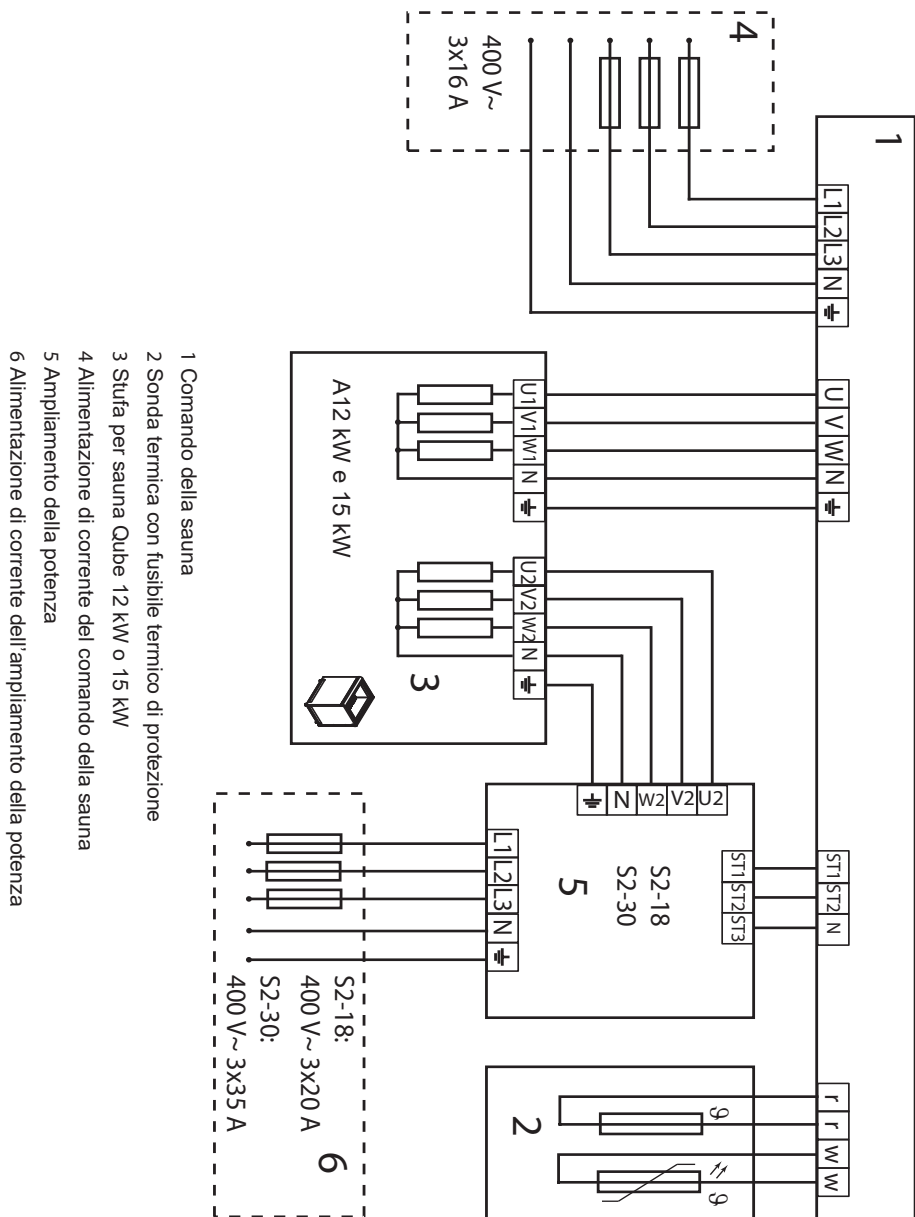 1
L1 L2 L3 N
U V W N
ST1 ST2 N
r r w w
4
400 V~
3x16 A
U1 V1 W1 N
U2 V2 W2 N
A12 kW e 15 kW
3
N W2 V2 U2
ST1 ST2 ST3
S2-18
S2-30
5
L1 L2 L3 N
ϑ
ϑ
2
S2-18:
400 V~ 3x20 A
S2-30:
400 V~ 3x35 A
6
1 Comando della sauna
2 Sonda termica con fusibile termico di protezione
3 Stufa per sauna Qube 12 kW o 15 kW
4 Alimentazione di corrente del comando della sauna
5 Ampliamento della potenza
6 Alimentazione di corrente dell'ampliamento della potenza